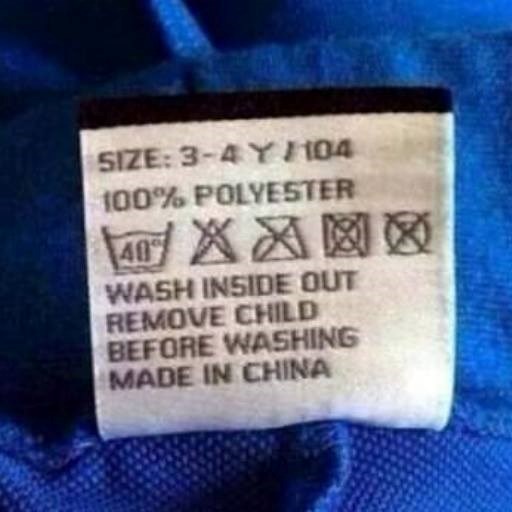 SIZE: 3-4 Y / 104
100% POLYESTER
40°
WASH INSIDE OUT
REMOVE CHILD
BEFORE WASHING
MADE IN CHINA